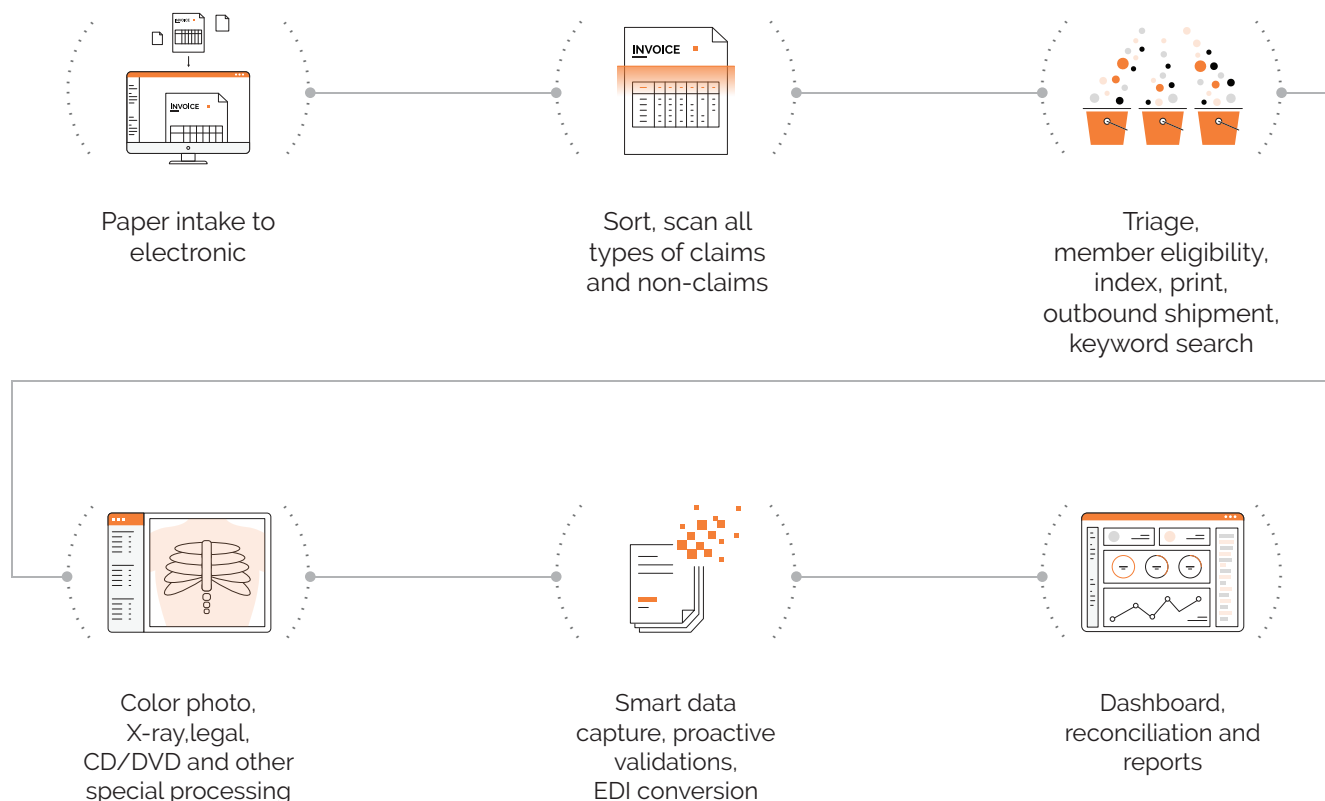 INVOICE
INVOICE
INVOICE
Paper intake to
electronic
Sort, scan all
types of claims
and non-claims
Triage,
member eligibility,
index, print,
outbound shipment,
keyword search
Color photo,
X-ray,legal,
CD/DVD and other
special processing
Smart data
capture, proactive
validations,
EDI conversion
Dashboard,
reconciliation and
reports